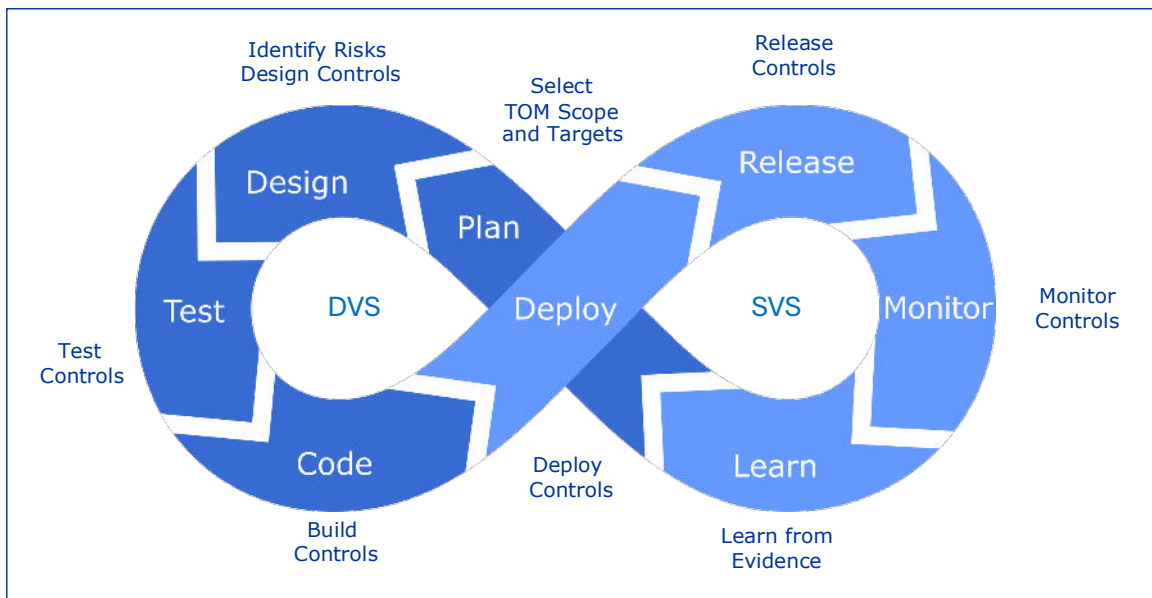 Identify Risks
Design Controls
Select
TOM Scope
and Targets
Release
Controls
Design
Plan
Release
Test
DVS
Deploy
SVS
Monitor
Monitor
Controls
Test
Controls
Code
Learn
Deploy
Controls
Build
Controls
Learn from
Evidence